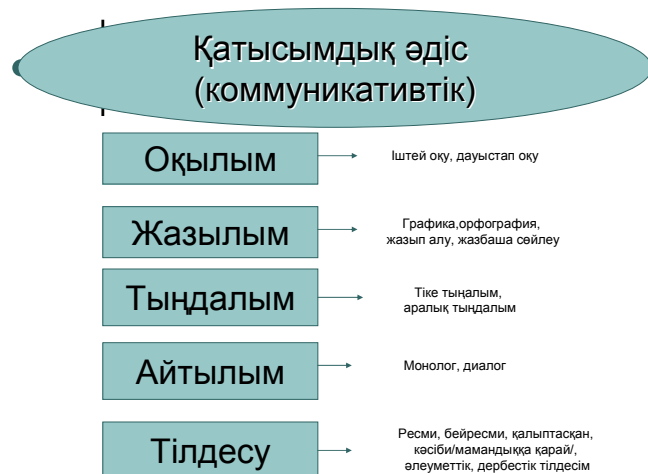 Қатысымдық әдіс
(коммуникативтік)
Оқылым
Іштей оқу, дауыстап оқу
Жазылым
Графика,орфография,
жазып алу, жазбаша сөйлеу
Тыңдалым
Тіке тыңалым,
аралық тыңдалым
Айтылым
Монолог, диалог
Тілдесу
Ресми, бейресми, қалыптасқан,
кәсіби/мамандыққа қарай/,
әлеуметтік, дербестік тілдесім